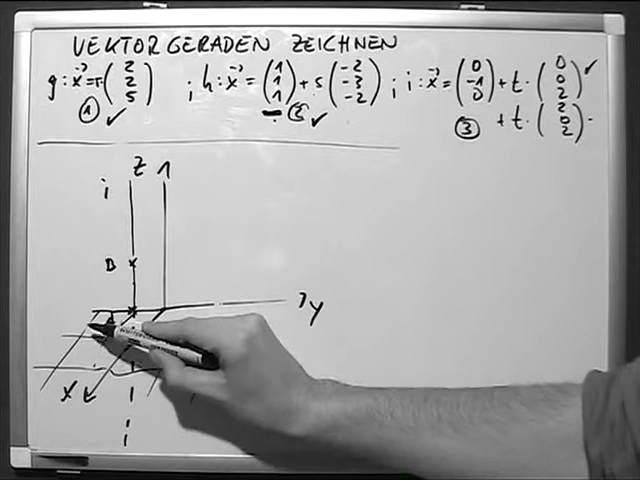 VEKTORGERADEN ZEICHNEN
g: x⃗=r(2 2 5) ; h: x⃗ = (1 1 1) + s(-2 -3 -2) ; i: x⃗ = (0 -1 0) + t·(0 0 2) ✓
① ✓ ② ✓ ③ + t·(2 0 2)
z 1
i
B
y
x
i